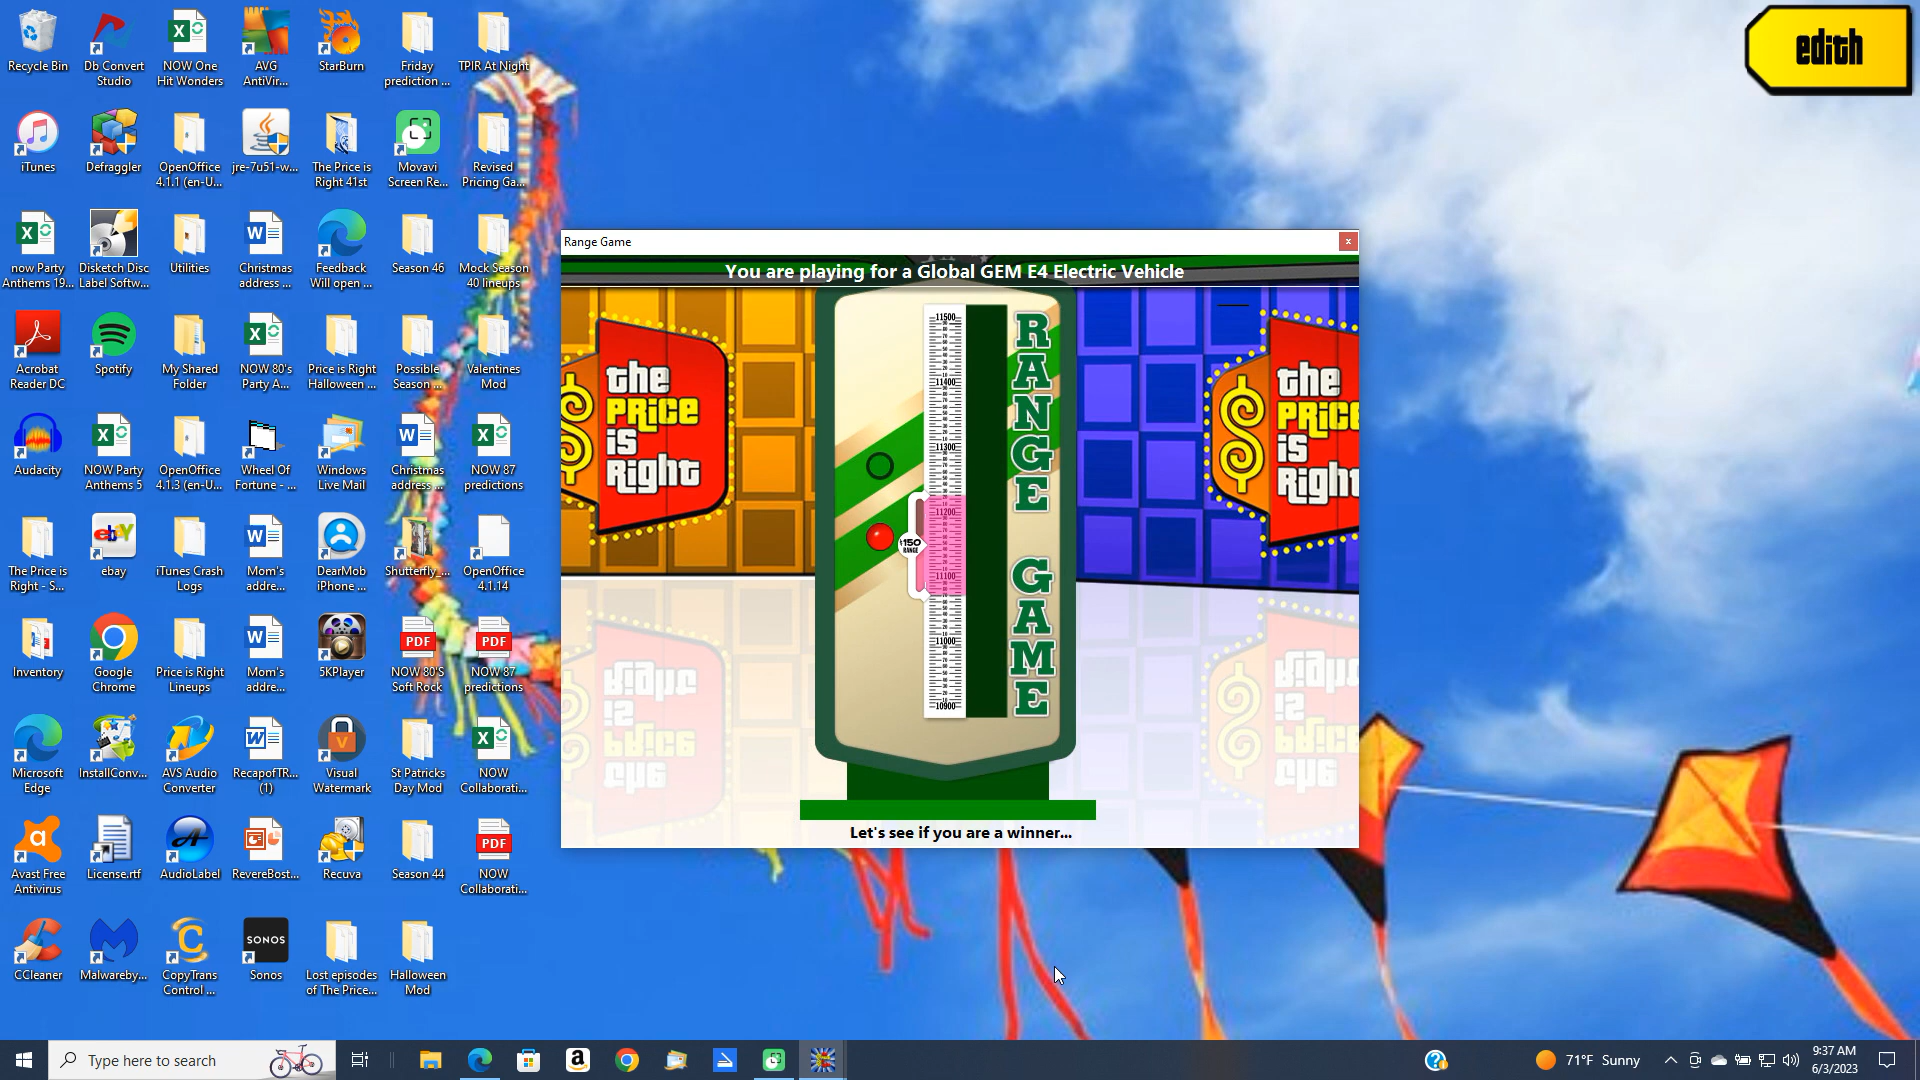 Recycle Bin
Db Convert
Studio
NOW One
Hit Wonders
AVG
AntiVir...
StarBurn
Friday
prediction ...
TPIR At Night
edith
iTunes
Defraggler
OpenOffice
4.1.1 (en-U...
jre-7u51-w...
The Price is
Right 41st
Movavi
Screen Re...
Revised
Pricing Ga...
now Party
Anthems 19...
Disketch Disc
Label Softw...
Utilities
Christmas
address ...
Feedback
Will open ...
Season 46
Mock Season
40 lineups
Acrobat
Reader DC
Spotify
My Shared
Folder
NOW 80's
Party A...
Price is Right
Halloween ...
Possible
Season ...
Valentines
Mod
Audacity
NOW Party
Anthems 5
OpenOffice
4.1.3 (en-U...
Wheel Of
Fortune - ...
Windows
Live Mail
Christmas
address ...
NOW 87
predictions
The Price is
Right - S...
ebay
ebay
iTunes Crash
Logs
Mom's
addre...
DearMob
iPhone ...
Shutterfly_...
OpenOffice
4.1.14
Inventory
Google
Chrome
Price is Right
Lineups
Mom's
addre...
5KPlayer
PDF
NOW 80'S
Soft Rock
PDF
NOW 87
predictions
Microsoft
Edge
InstallConv...
AVS Audio
Converter
RecapofTR...
(1)
Visual
Watermark
St Patricks
Day Mod
NOW
Collaborati...
Avast Free
Antivirus
License.rtf
AudioLabel
RevereBost...
Recuva
Season 44
PDF
NOW
Collaborati...
CCleaner
Malwareby...
CopyTrans
Control ...
SONOS
Sonos
Lost episodes
of The Price...
Halloween
Mod
Range Game
You are playing for a Global GEM E4 Electric Vehicle
the
PRICE
is
Right
the
PRICE
is
Right
11500
11400
11300
11200
11100
11000
10900
$150
RANGE
RANGE GAME
Let's see if you are a winner...
Type here to search
71°F Sunny
9:37 AM
6/3/2023